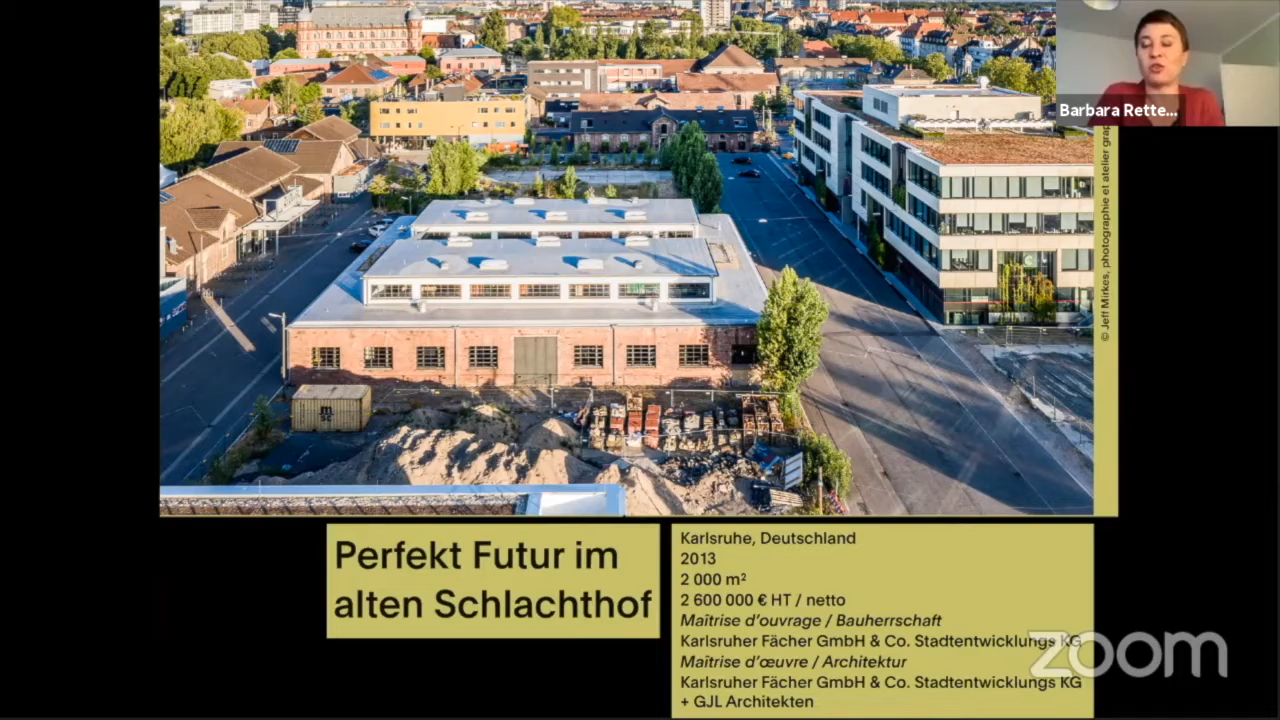 Barbara Rette...
© Jeff Mirkes, photographie et atelier
m
sc
Perfekt Futur im
alten Schlachthof
Karlsruhe, Deutschland
2013
2 000 m²
2 600 000 € HT / netto
Maîtrise d'ouvrage / Bauherrschaft
Karlsruher Fächer GmbH & Co. Stadtentwicklungs KG
Maîtrise d'œuvre / Architektur
Karlsruher Fächer GmbH & Co. Stadtentwicklungs KG
+ GJL Architekten
zoom